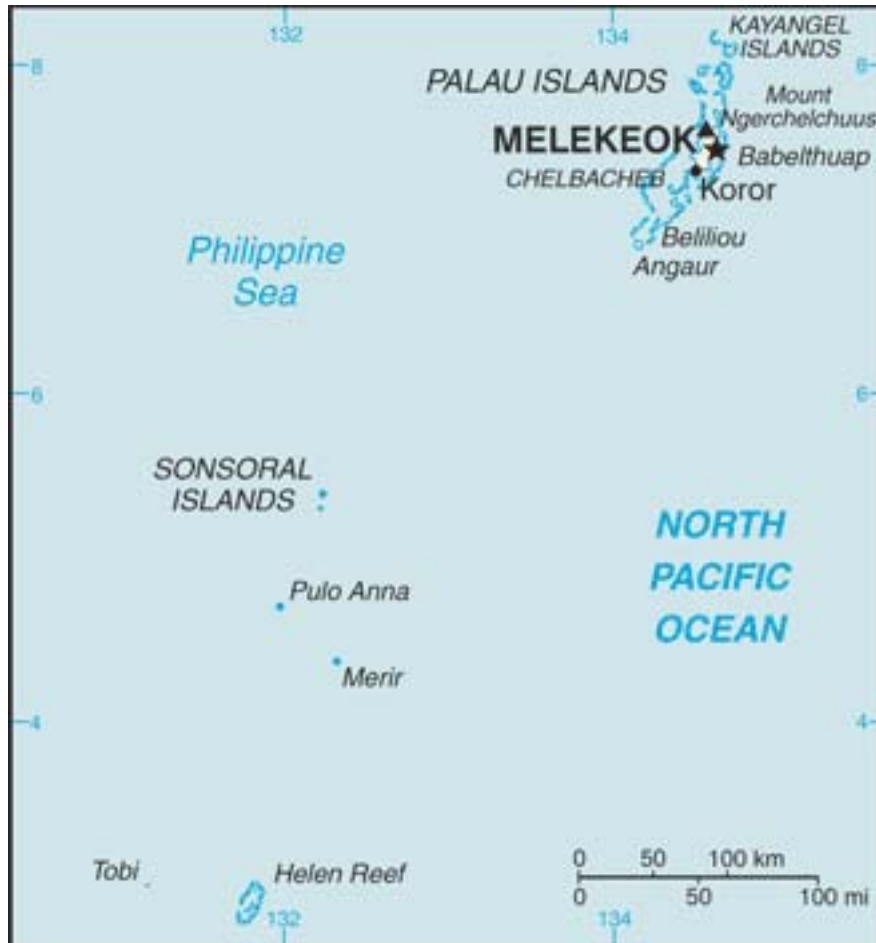 132
134
KAYANGEL
ISLANDS
8
8
PALAU ISLANDS
Mount
Ngerchelchuus
MELEKEOK
Babelthuap
CHELBACHEB
Koror
Beliliou
Angaur
Philippine
Sea
6
6
SONSORAL
ISLANDS
NORTH
PACIFIC
OCEAN
Pulo Anna
Merir
4
4
Tobi
Helen Reef
0 50 100 km
0 50 100 mi
132
134